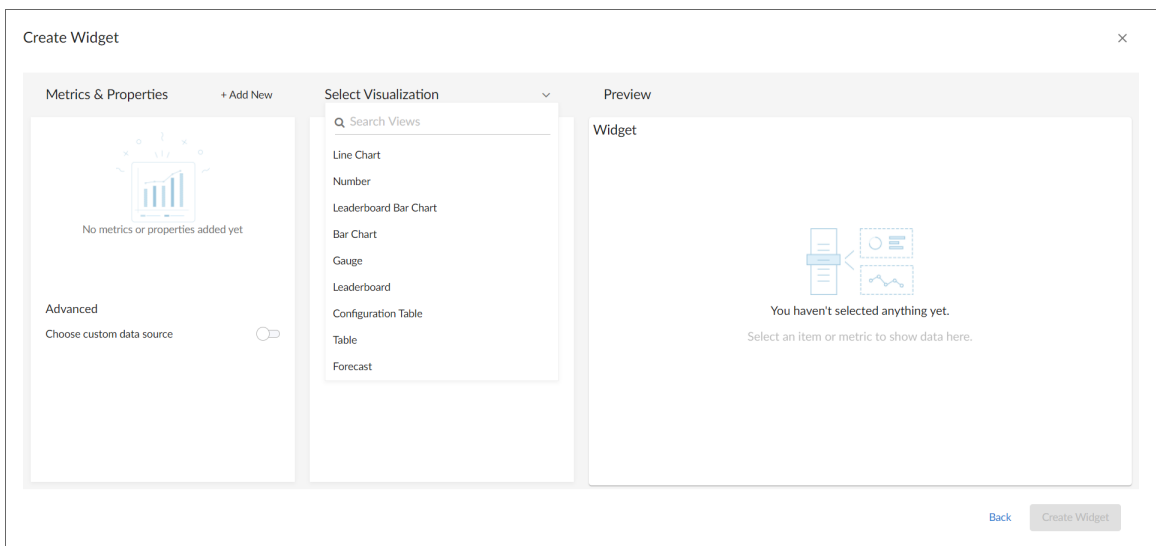 Create Widget
Metrics & Properties
+ Add New
Select Visualization
Preview
No metrics or properties added yet
Advanced
Choose custom data source
Search Views
Line Chart
Number
Leaderboard Bar Chart
Bar Chart
Gauge
Leaderboard
Configuration Table
Table
Forecast
Widget
You haven't selected anything yet.
Select an item or metric to show data here.
Back
Create Widget